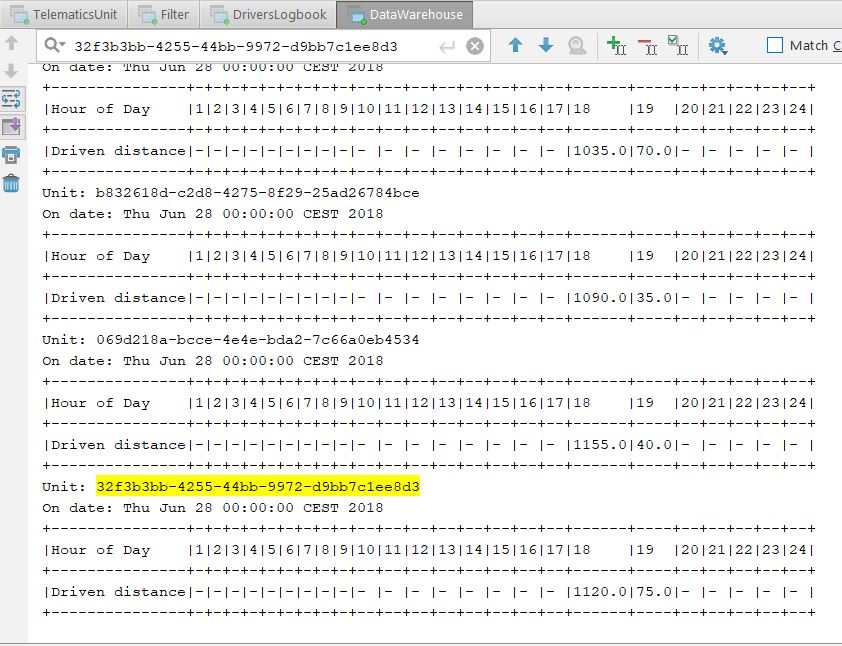 TelematicsUnit Filter DriversLogbook DataWarehouse
32f3b3bb-4255-44bb-9972-d9bb7c1ee8d3 Match C
On date: Thu Jun 28 00:00:00 CEST 2018
+----------------+-+-+-+-+-+-+-+-+-+--+--+--+--+--+--+--+--+------+----+--+--+--+--+--+
|Hour of Day     |1|2|3|4|5|6|7|8|9|10|11|12|13|14|15|16|17|18    |19  |20|21|22|23|24|
+----------------+-+-+-+-+-+-+-+-+-+--+--+--+--+--+--+--+--+------+----+--+--+--+--+--+
|Driven distance|-|-|-|-|-|-|-|-|-|- |- |- |- |- |- |- |- |1035.0|70.0|- |- |- |- |- |
+----------------+-+-+-+-+-+-+-+-+-+--+--+--+--+--+--+--+--+------+----+--+--+--+--+--+
Unit: b832618d-c2d8-4275-8f29-25ad26784bce
On date: Thu Jun 28 00:00:00 CEST 2018
+----------------+-+-+-+-+-+-+-+-+-+--+--+--+--+--+--+--+--+------+----+--+--+--+--+--+
|Hour of Day     |1|2|3|4|5|6|7|8|9|10|11|12|13|14|15|16|17|18    |19  |20|21|22|23|24|
+----------------+-+-+-+-+-+-+-+-+-+--+--+--+--+--+--+--+--+------+----+--+--+--+--+--+
|Driven distance|-|-|-|-|-|-|-|-|-|- |- |- |- |- |- |- |- |1090.0|35.0|- |- |- |- |- |
+----------------+-+-+-+-+-+-+-+-+-+--+--+--+--+--+--+--+--+------+----+--+--+--+--+--+
Unit: 069d218a-bcce-4e4e-bda2-7c66a0eb4534
On date: Thu Jun 28 00:00:00 CEST 2018
+----------------+-+-+-+-+-+-+-+-+-+--+--+--+--+--+--+--+--+------+----+--+--+--+--+--+
|Hour of Day     |1|2|3|4|5|6|7|8|9|10|11|12|13|14|15|16|17|18    |19  |20|21|22|23|24|
+----------------+-+-+-+-+-+-+-+-+-+--+--+--+--+--+--+--+--+------+----+--+--+--+--+--+
|Driven distance|-|-|-|-|-|-|-|-|-|- |- |- |- |- |- |- |- |1155.0|40.0|- |- |- |- |- |
+----------------+-+-+-+-+-+-+-+-+-+--+--+--+--+--+--+--+--+------+----+--+--+--+--+--+
Unit: 32f3b3bb-4255-44bb-9972-d9bb7c1ee8d3
On date: Thu Jun 28 00:00:00 CEST 2018
+----------------+-+-+-+-+-+-+-+-+-+--+--+--+--+--+--+--+--+------+----+--+--+--+--+--+
|Hour of Day     |1|2|3|4|5|6|7|8|9|10|11|12|13|14|15|16|17|18    |19  |20|21|22|23|24|
+----------------+-+-+-+-+-+-+-+-+-+--+--+--+--+--+--+--+--+------+----+--+--+--+--+--+
|Driven distance|-|-|-|-|-|-|-|-|-|- |- |- |- |- |- |- |- |1120.0|75.0|- |- |- |- |- |
+----------------+-+-+-+-+-+-+-+-+-+--+--+--+--+--+--+--+--+------+----+--+--+--+--+--+